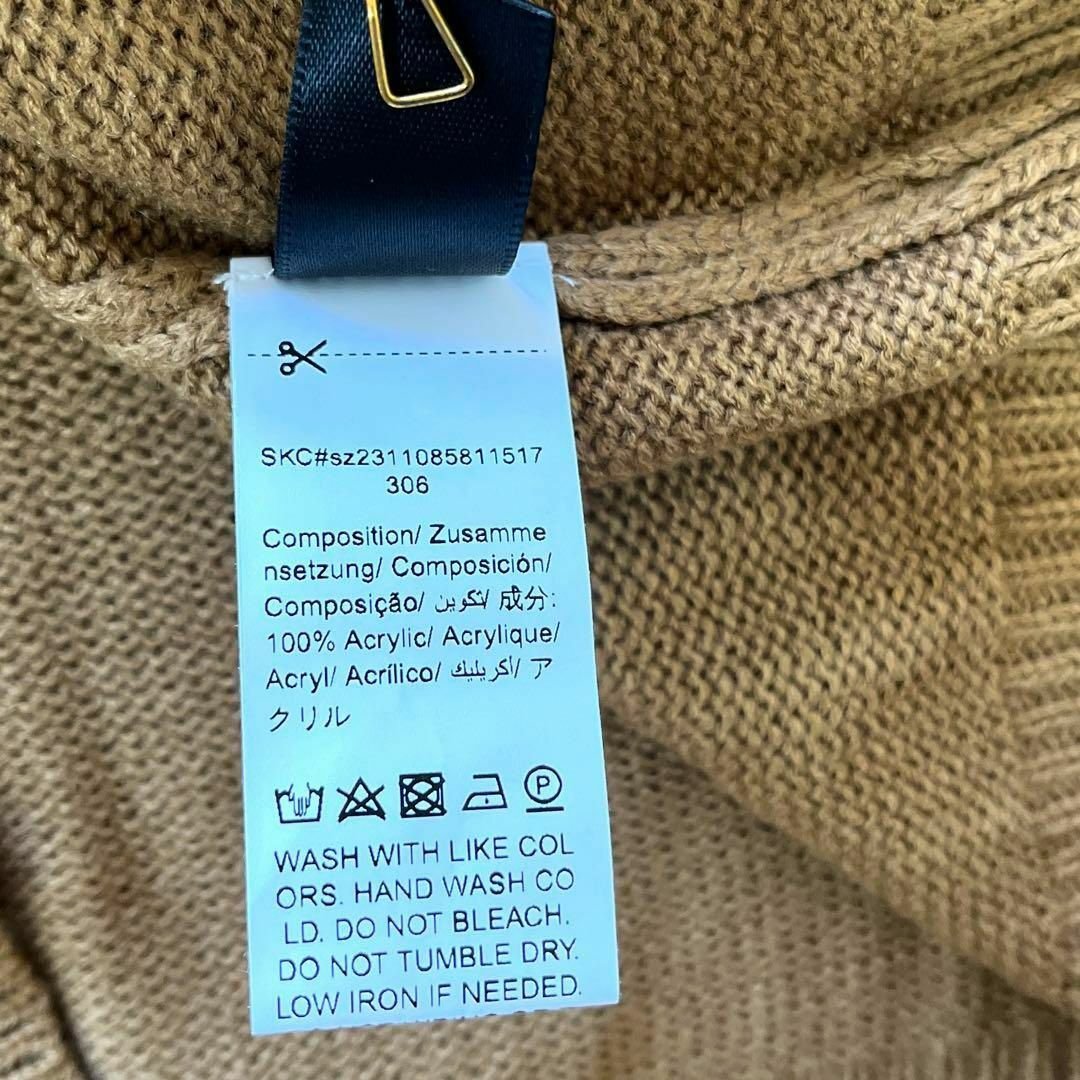 SKC#sz2311085811517
306
Composition/ Zusamme
nsetzung/ Composición/
Composição/ تكوين/ 成分:
100% Acrylic/ Acrylique/
Acryl/ Acrílico/ أكريليك/ ア
クリル
P
WASH WITH LIKE COL
ORS. HAND WASH CO
LD. DO NOT BLEACH.
DO NOT TUMBLE DRY.
LOW IRON IF NEEDED.